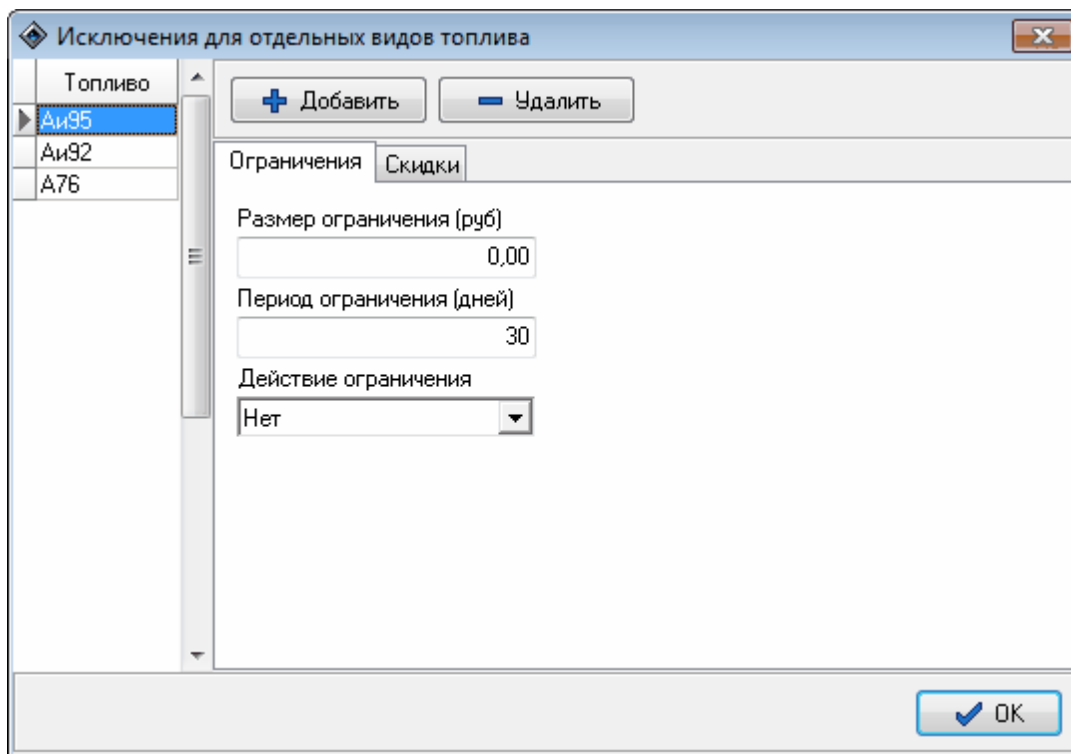 Исключения для отдельных видов топлива
Топливо
Аи95
Аи92
А76
Добавить
Удалить
Ограничения
Скидки
Размер ограничения (руб)
0,00
Период ограничения (дней)
30
Действие ограничения
Нет
OK